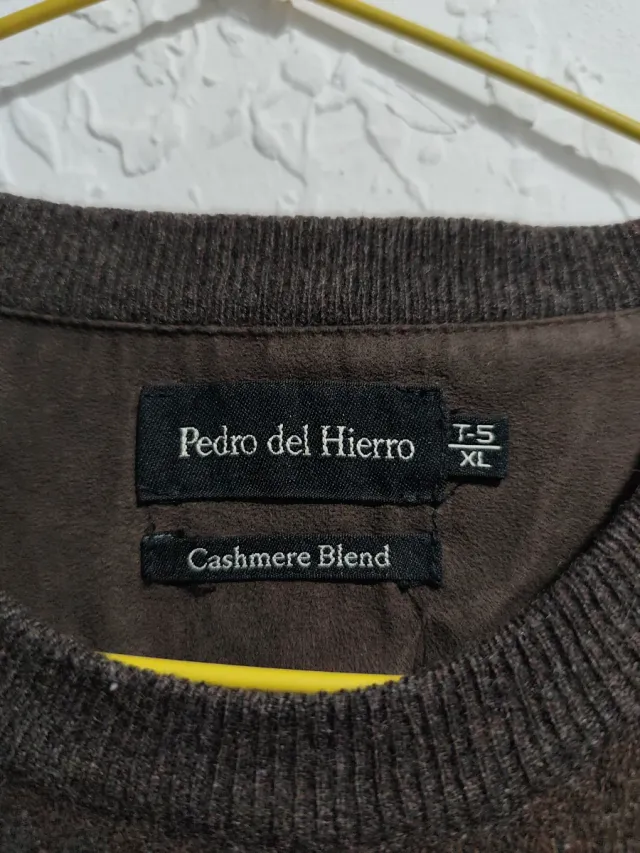 Pedro del Hierro
T-5
XL
Cashmere Blend